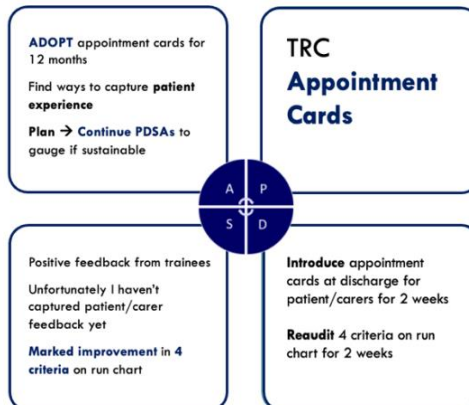 ADOPT appointment cards for
12 months
Find ways to capture patient
experience
Plan → Continue PDSAs to
gauge if sustainable
TRC
Appointment
Cards
A P
S D
Positive feedback from trainees
Unfortunately I haven't
captured patient/carer
feedback yet
Marked improvement in 4
criteria on run chart
Introduce appointment
cards at discharge for
patient/carers for 2 weeks
Reaudit 4 criteria on run
chart for 2 weeks